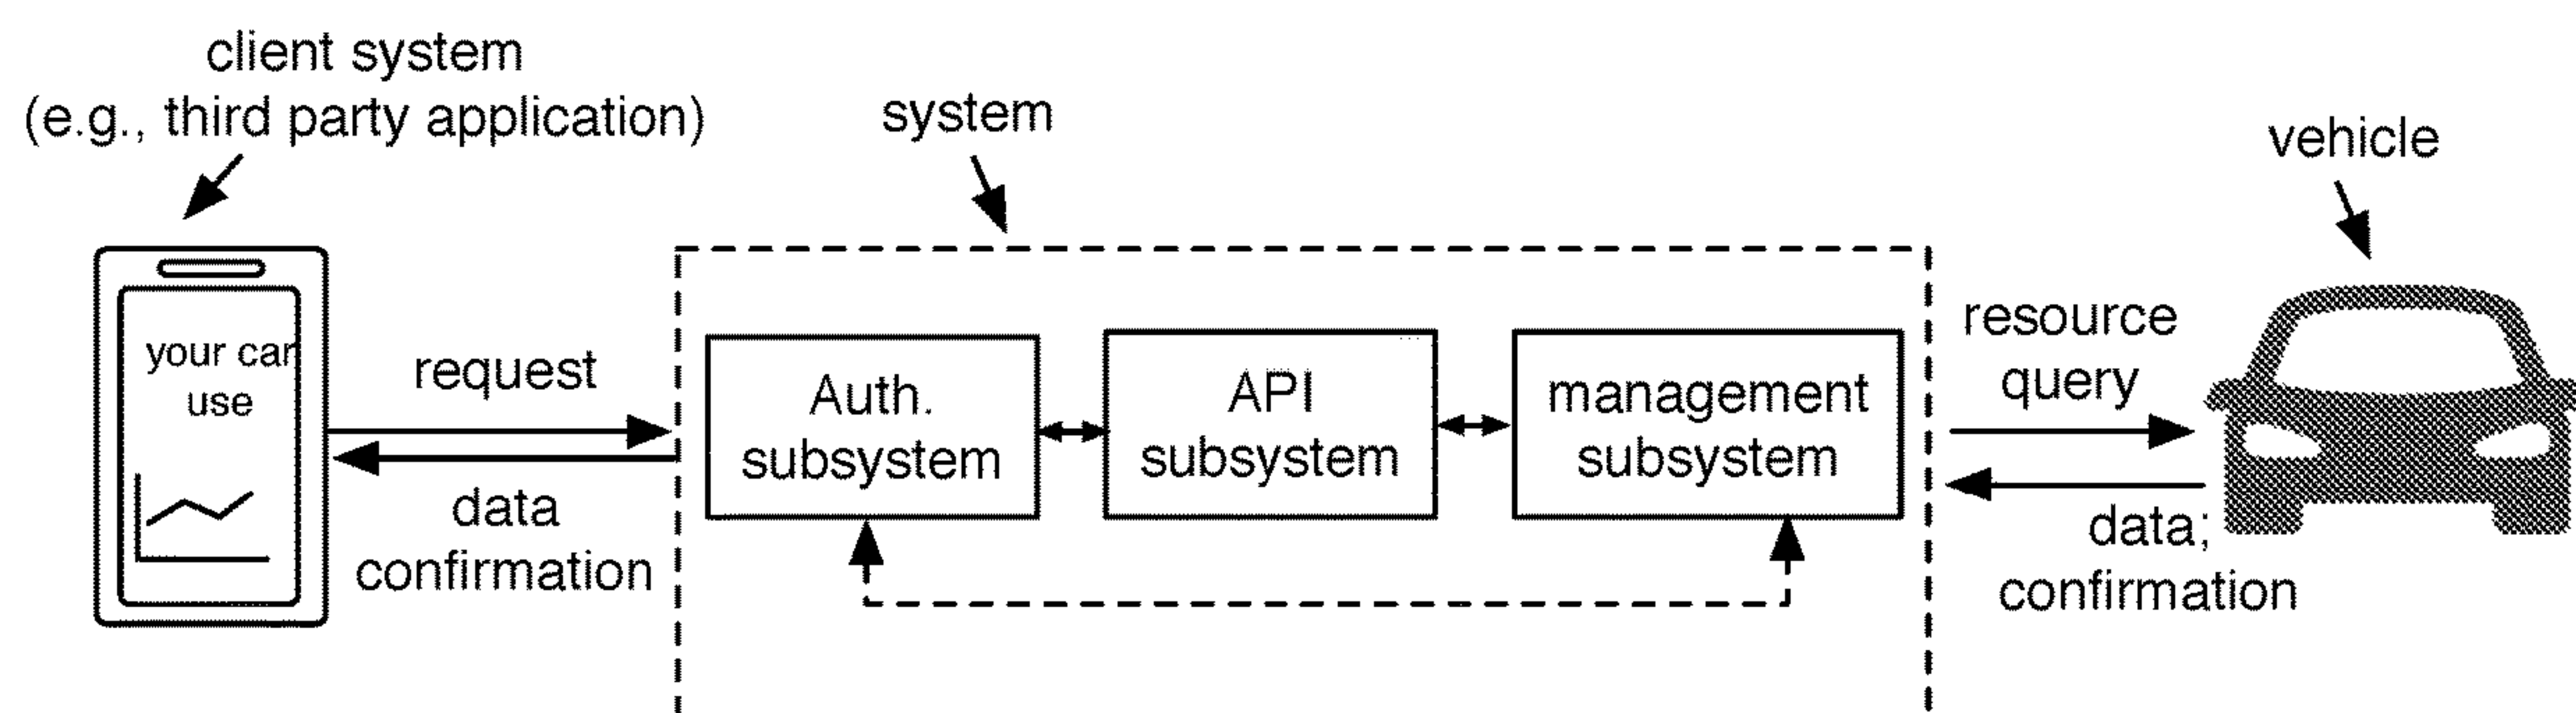 client system
(e.g., third party application)
system
vehicle
your car
use
request
data
confirmation
Auth.
subsystem
API
subsystem
management
subsystem
resource
query
data;
confirmation